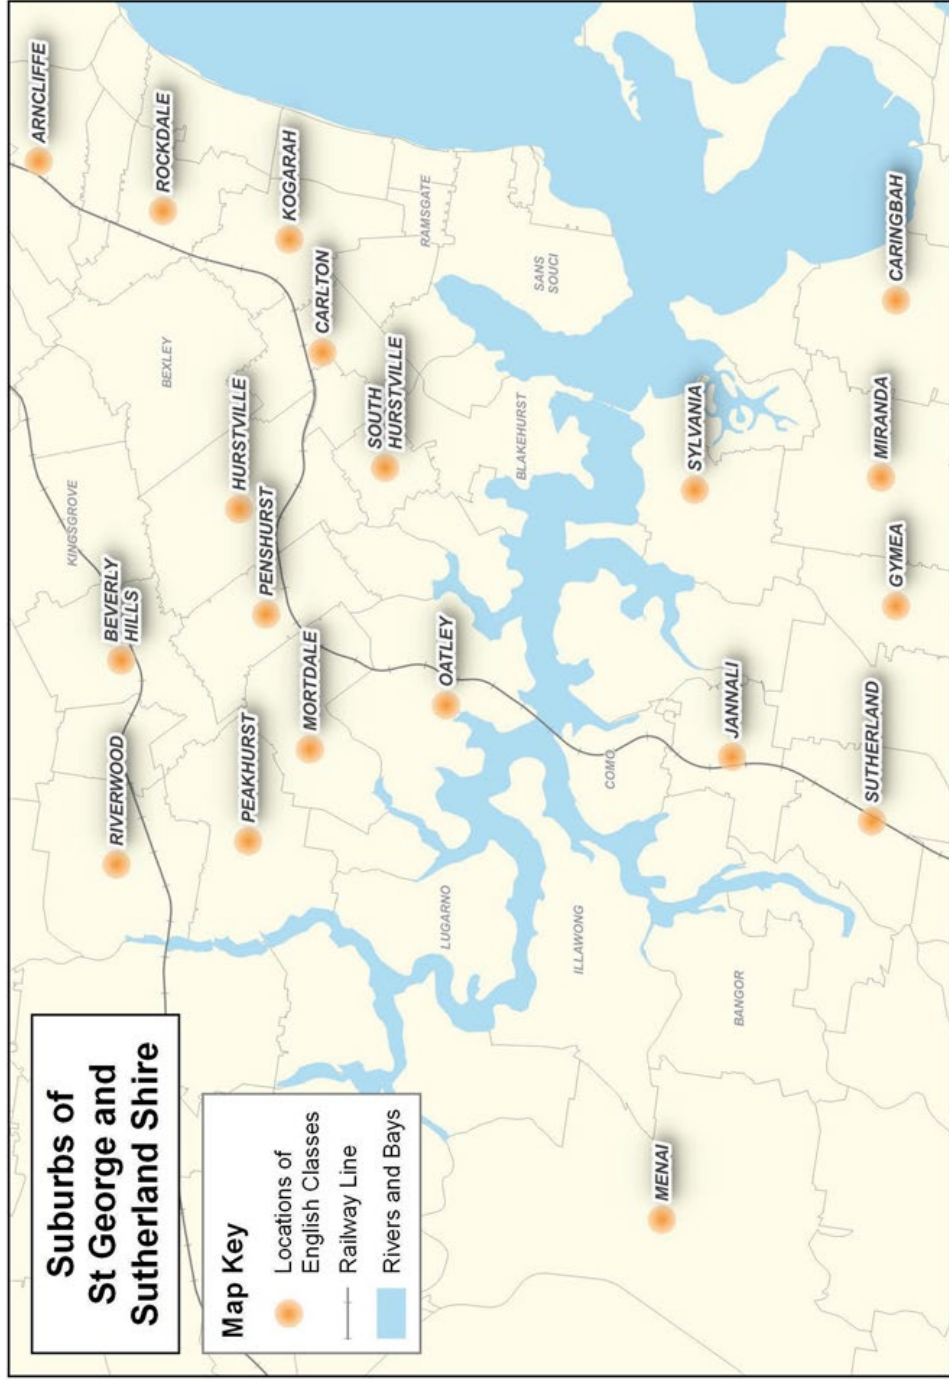 Suburbs of
St George and
Sutherland Shire
Map Key
Locations of
English Classes
Railway Line
Rivers and Bays
ARNCLIFFE
KINGSGROVE
ROCKDALE
BEVERLY
HILLS
RIVERWOOD
BEXLEY
HURSTVILLE
KOGARAH
PENSHURST
PEAKHURST
CARLTON
MORTDALE
SOUTH
HURSTVILLE
RAMSGATE
OATLEY
LUGARNO
BLAKEHURST
SANS
SOUCI
ILLAWONG
COMO
MENAI
SYLVANIA
JANNALI
BANGOR
SUTHERLAND
GYMEA
MIRANDA
CARINGBAH